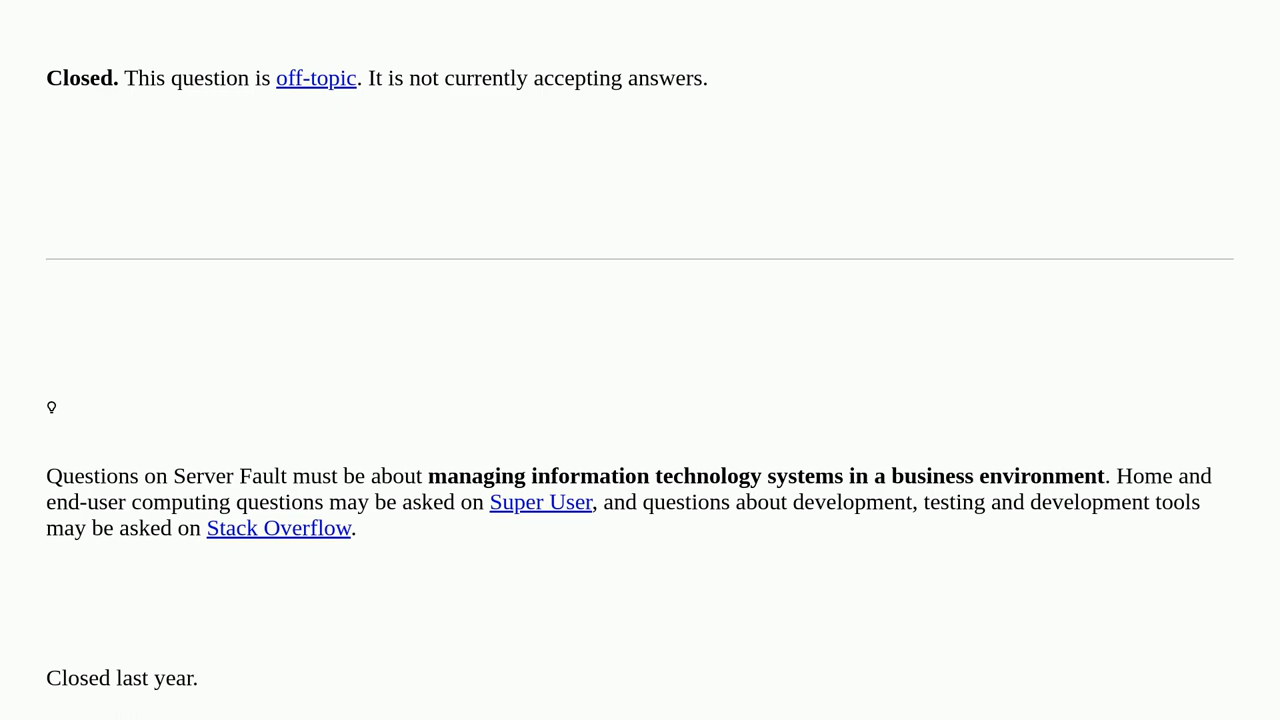 Closed. This question is off-topic. It is not currently accepting answers.
Questions on Server Fault must be about managing information technology systems in a business environment. Home and
end-user computing questions may be asked on Super User, and questions about development, testing and development tools
may be asked on Stack Overflow.
Closed last year.